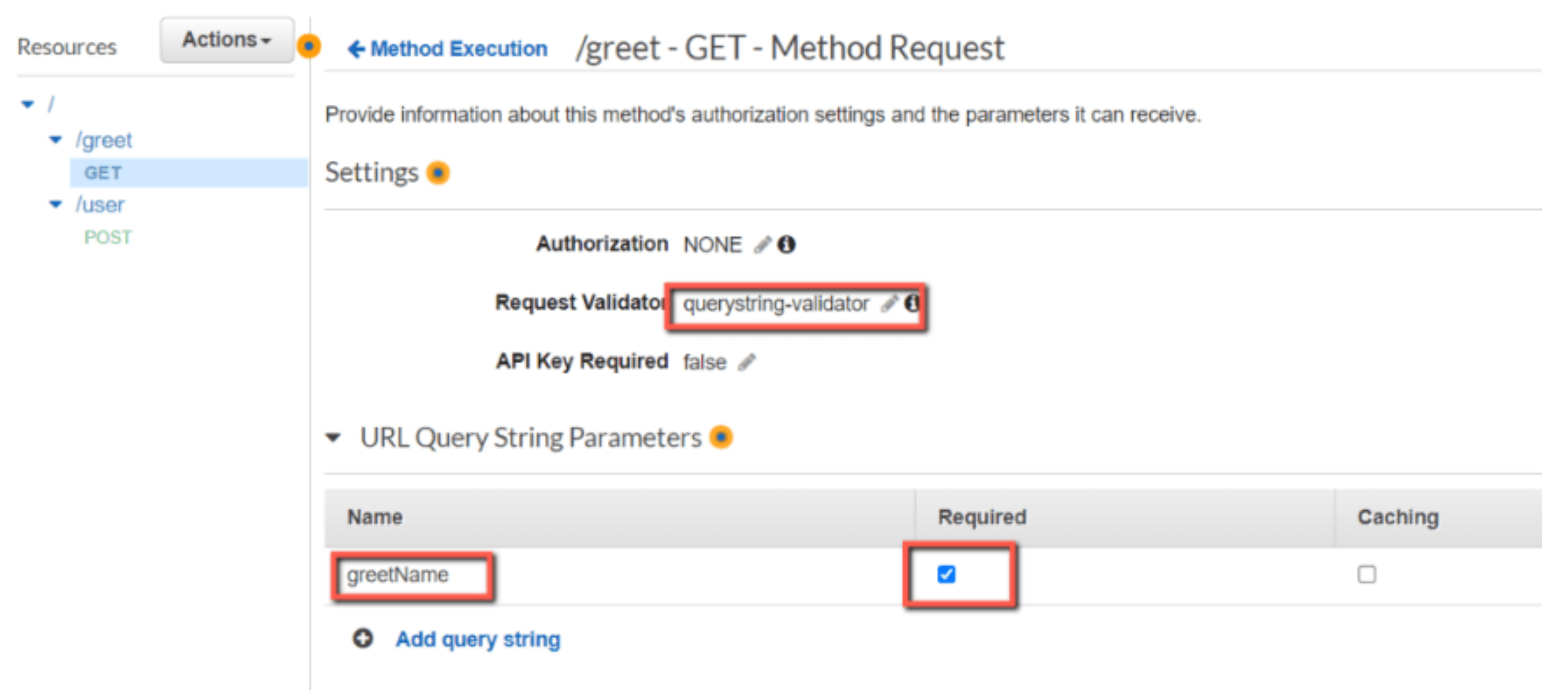 Resources
Actions
Method Execution /greet - GET - Method Request
/
/greet
GET
/user
POST
Provide information about this method's authorization settings and the parameters it can receive.
Settings
Authorization NONE
Request Validator querystring-validator
API Key Required false
URL Query String Parameters
Name Required Caching
greetName
Add query string